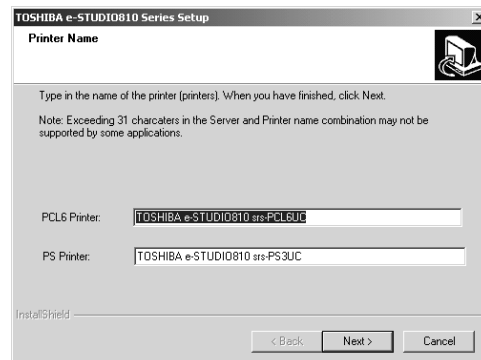 TOSHIBA e-STUDIO810 Series Setup
Printer Name
Type in the name of the printer (printers). When you have finished, click Next.
Note: Exceeding 31 charcaters in the Server and Printer name combination may not be
supported by some applications.
PCL6 Printer: TOSHIBA e-STUDIO810 srs-PCL6UC
PS Printer: TOSHIBA e-STUDIO810 srs-PS3UC
InstallShield
< Back Next > Cancel